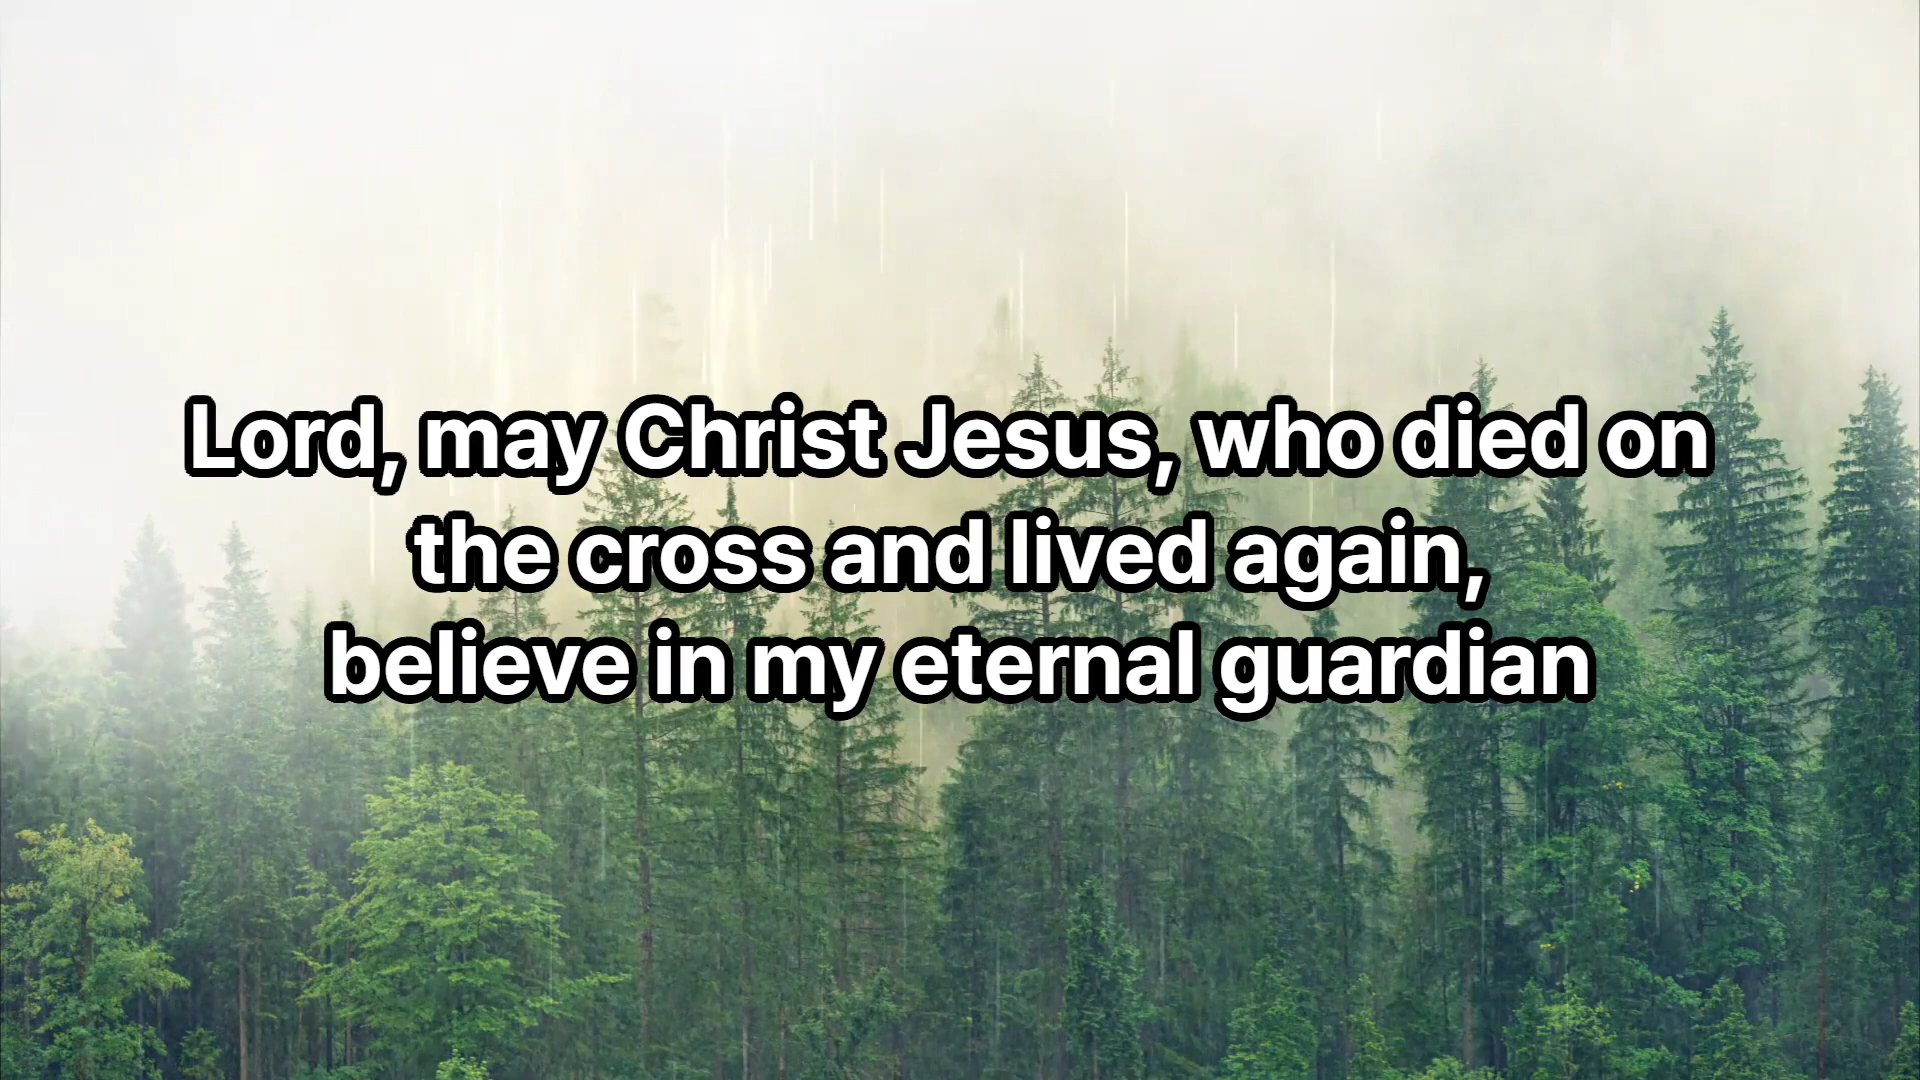 Lord, may Christ Jesus, who died on
the cross and lived again,
believe in my eternal guardian